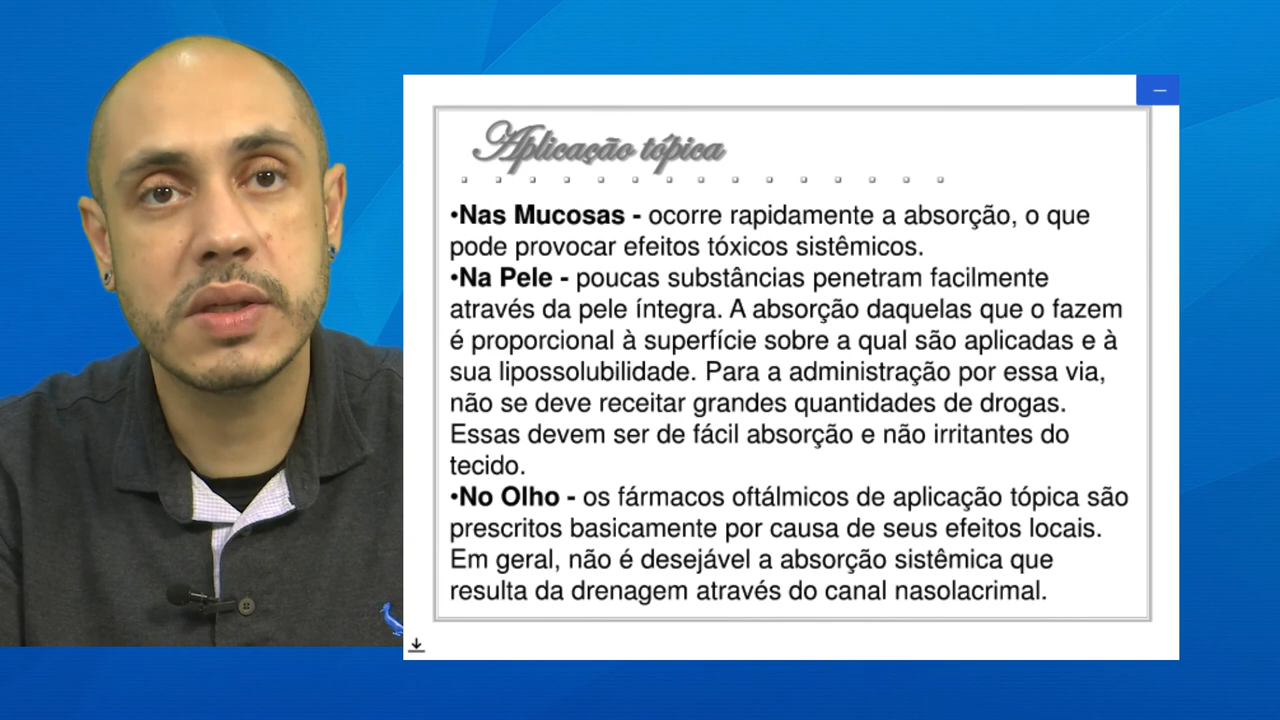 Aplicação tópica
•Nas Mucosas - ocorre rapidamente a absorção, o que
pode provocar efeitos tóxicos sistêmicos.
•Na Pele - poucas substâncias penetram facilmente
através da pele íntegra. A absorção daquelas que o fazem
é proporcional à superfície sobre a qual são aplicadas e à
sua lipossolubilidade. Para a administração por essa via,
não se deve receitar grandes quantidades de drogas.
Essas devem ser de fácil absorção e não irritantes do
tecido.
•No Olho - os fármacos oftálmicos de aplicação tópica são
prescritos basicamente por causa de seus efeitos locais.
Em geral, não é desejável a absorção sistêmica que
resulta da drenagem através do canal nasolacrimal.